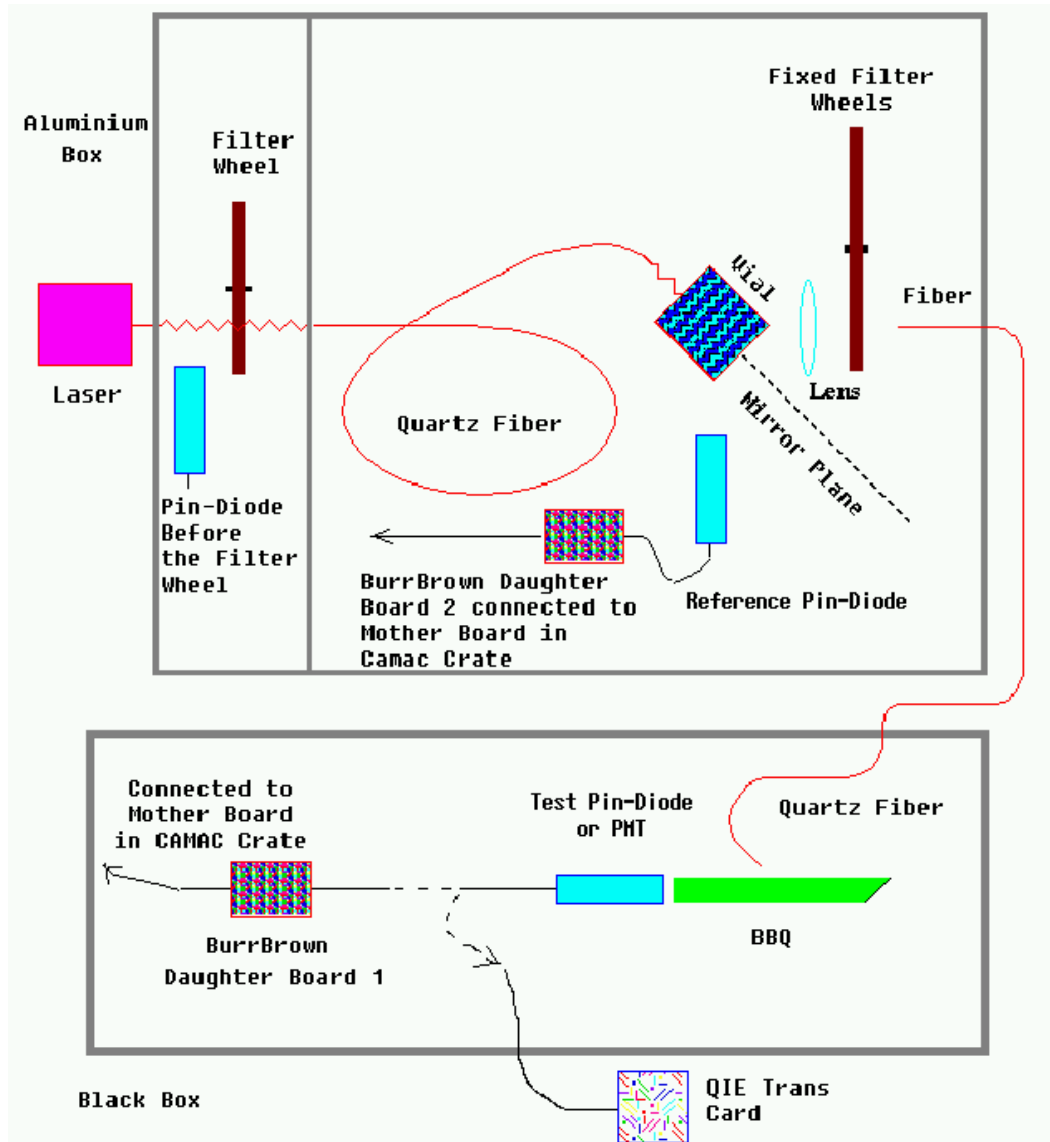 Aluminium
Box
Filter
Wheel
Fixed Filter
Wheels
Vial
Fiber
Laser
Lens
Quartz Fiber
Mirror Plane
Pin-Diode
Before
the Filter
Wheel
BurrBrown Daughter
Board 2 connected to
Mother Board in
Camac Crate
Reference Pin-Diode
Connected to
Mother Board
in CAMAC Crate
Test Pin-Diode
or PMT
Quartz Fiber
BurrBrown
Daughter Board 1
BBQ
Black Box
QIE Trans
Card